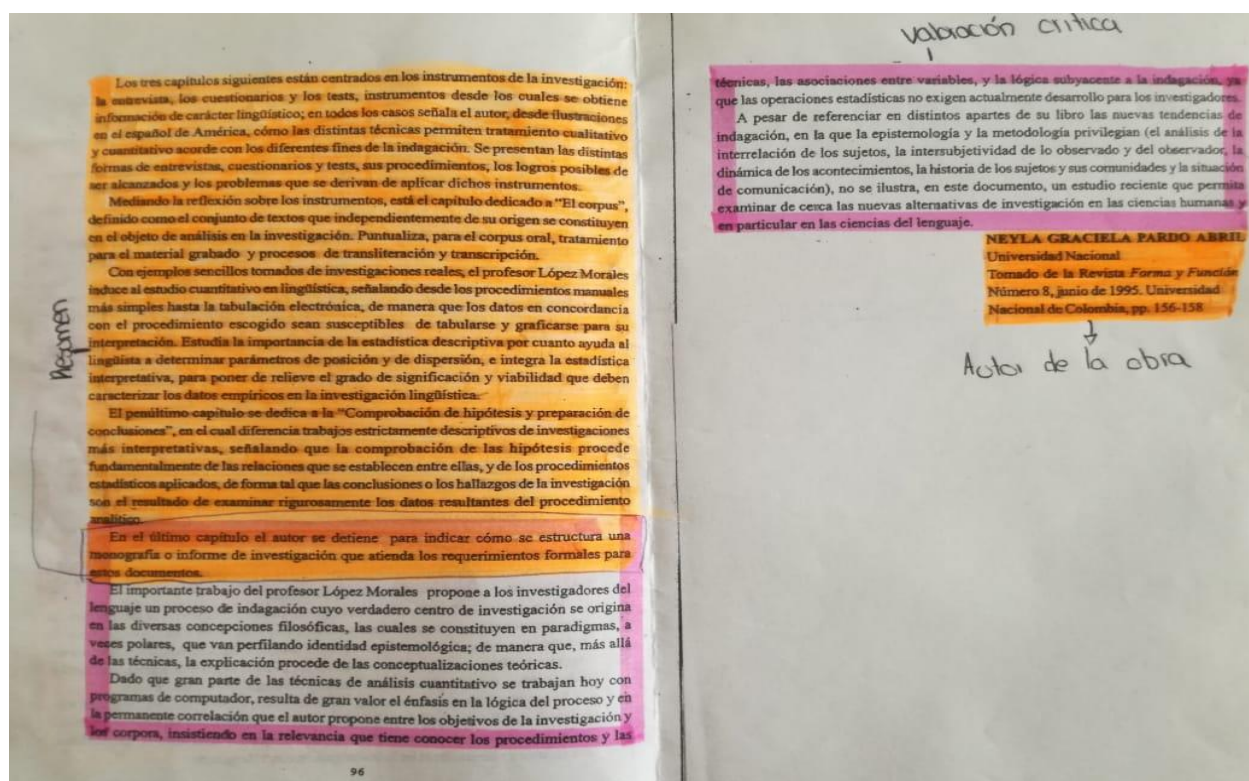 Los tres capítulos siguientes están centrados en los instrumentos de la investigación:
la entrevista, los cuestionarios y los tests, instrumentos desde los cuales se obtiene
información de carácter lingüístico; en todos los casos señala el autor, desde ilustraciones
en el español de América, cómo las distintas técnicas permiten tratamiento cualitativo
y cuantitativo acorde con los diferentes fines de la indagación. Se presentan las distintas
formas de entrevistas, cuestionarios y tests, sus procedimientos, los logros posibles de
ser alcanzados y los problemas que se derivan de aplicar dichos instrumentos.
Mediando la reflexión sobre los instrumentos, está el capítulo dedicado a "El corpus",
definido como el conjunto de textos que independientemente de su origen se constituyen
en el objeto de análisis en la investigación. Puntualiza, para el corpus oral, tratamiento
para el material grabado y procesos de transliteración y transcripción.
Con ejemplos sencillos tomados de investigaciones reales, el profesor López Morales
induce al estudio cuantitativo en lingüística, señalando desde los procedimientos manuales
más simples hasta la tabulación electrónica, de manera que los datos en concordancia
con el procedimiento escogido sean susceptibles de tabularse y graficarse para su
interpretación. Estudia la importancia de la estadística descriptiva por cuanto ayuda al
lingüista a determinar parámetros de posición y de dispersión, e integra la estadística
interpretativa, para poner de relieve el grado de significación y viabilidad que deben
caracterizar los datos empíricos en la investigación lingüística.
El penúltimo capítulo se dedica a la "Comprobación de hipótesis y preparación de
conclusiones", en el cual diferencia trabajos estrictamente descriptivos de investigaciones
más interpretativas, señalando que la comprobación de las hipótesis procede
fundamentalmente de las relaciones que se establecen entre ellas, y de los procedimientos
estadísticos aplicados, de forma tal que las conclusiones o los hallazgos de la investigación
son el resultado de examinar rigurosamente los datos resultantes del procedimiento
analítico.
En el último capítulo el autor se detiene para indicar cómo se estructura una
monografía o informe de investigación que atienda los requerimientos formales para
estos documentos.
El importante trabajo del profesor López Morales propone a los investigadores del
lenguaje un proceso de indagación cuyo verdadero centro de investigación se origina
en las diversas concepciones filosóficas, las cuales se constituyen en paradigmas, a
veces polares, que van perfilando identidad epistemológica; de manera que, más allá
de las técnicas, la explicación procede de las conceptualizaciones teóricas.
Dado que gran parte de las técnicas de análisis cuantitativo se trabajan hoy con
programas de computador, resulta de gran valor el énfasis en la lógica del proceso y en
la permanente correlación que el autor propone entre los objetivos de la investigación y
los corpora, insistiendo en la relevancia que tiene conocer los procedimientos y las
96
Resumen
valoración critica
técnicas, las asociaciones entre variables, y la lógica subyacente a la indagación, ya
que las operaciones estadísticas no exigen actualmente desarrollo para los investigadores.
A pesar de referenciar en distintos apartes de su libro las nuevas tendencias de
indagación, en la que la epistemología y la metodología privilegian (el análisis de la
interrelación de los sujetos, la intersubjetividad de lo observado y del observador, la
dinámica de los acontecimientos, la historia de los sujetos y sus comunidades y la situación
de comunicación), no se ilustra, en este documento, un estudio reciente que permita
examinar de cerca las nuevas alternativas de investigación en las ciencias humanas y
en particular en las ciencias del lenguaje.
NEYLA GRACIELA PARDO ABRIL
Universidad Nacional
Tomado de la Revista Forma y Función
Número 8, junio de 1995. Universidad
Nacional de Colombia, pp. 156-158
Autor de la obra